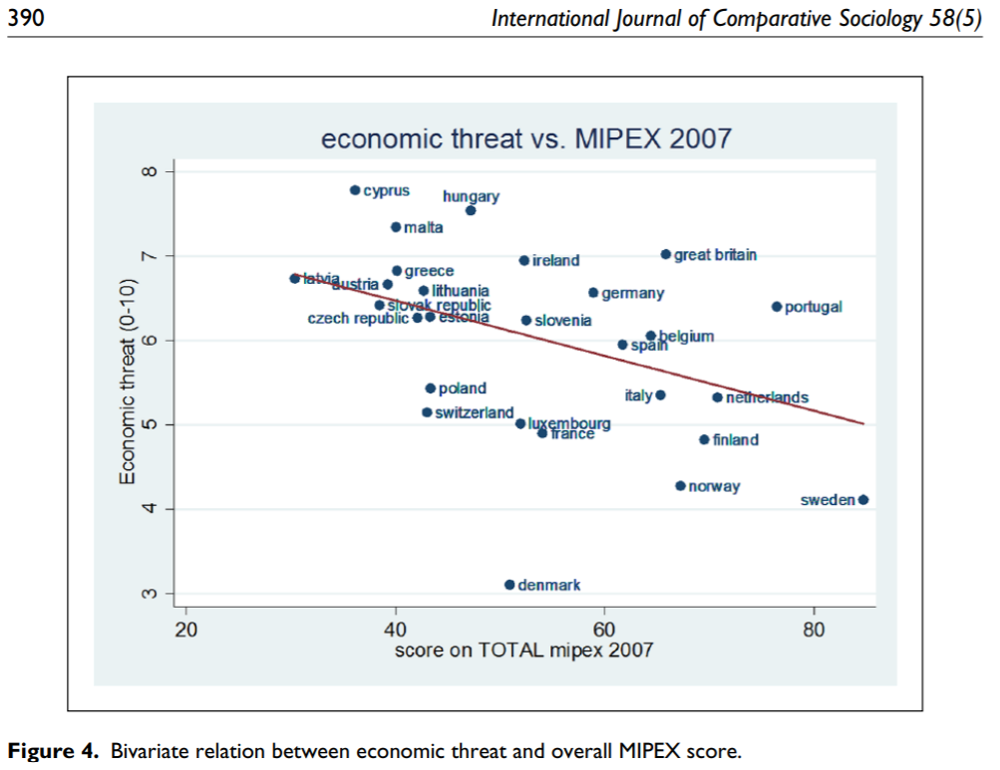 390
International Journal of Comparative Sociology 58(5)
economic threat vs. MIPEX 2007
8
cyprus
hungary
malta
7
great britain
ireland
greece
latvia
austria
lithuania
germany
slovak republic
portugal
czech republic
estonia
slovenia
belgium
6
spain
poland
italy
netherlands
switzerland
luxembourg
5
france
finland
norway
sweden
4
denmark
3
Economic threat (0-10)
20 40 60 80
score on TOTAL mipex 2007
Figure 4. Bivariate relation between economic threat and overall MIPEX score.